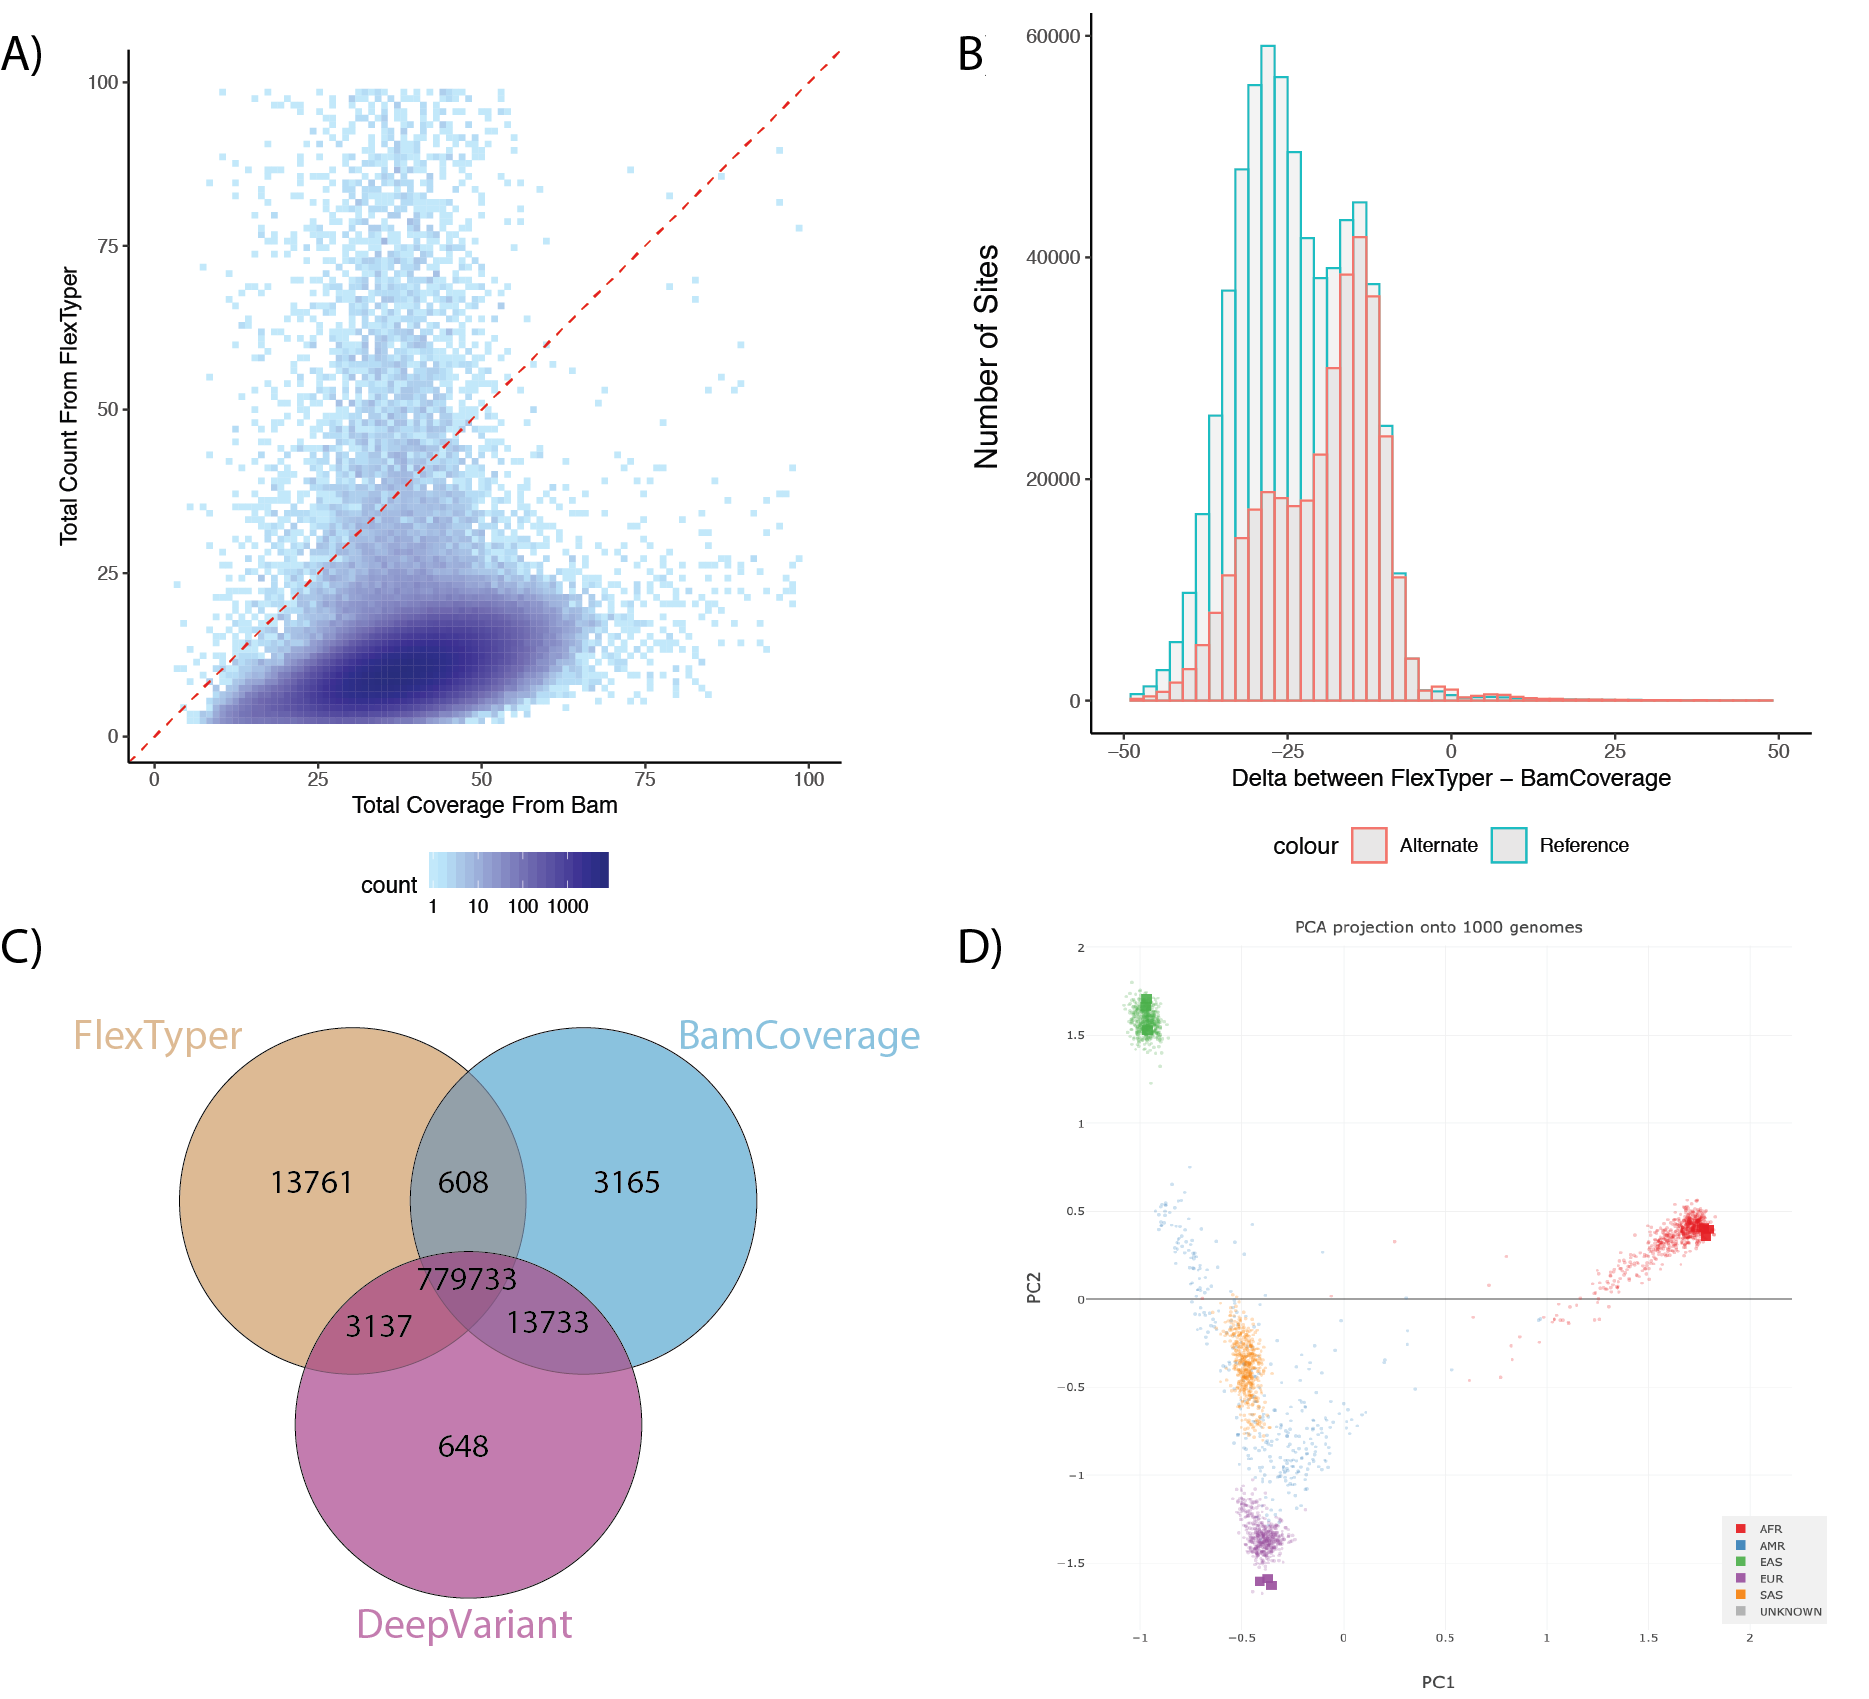 A)
100
75
50
25
0
Total Count From FlexTyper
0 25 50 75 100
Total Coverage From Bam
count
1 10 100 1000
B
60000
40000
20000
0
Number of Sites
−50 −25 0 25 50
Delta between FlexTyper – BamCoverage
colour Alternate Reference
C)
FlexTyper
BamCoverage
13761 608 3165
779733
3137 13733
648
DeepVariant
D)
PCA projection onto 1000 genomes
2
1.5
1
0.5
0
−0.5
−1
−1.5
PC2
−1 −0.5 0 0.5 1 1.5 2
PC1
AFR
AMR
EAS
EUR
SAS
UNKNOWN